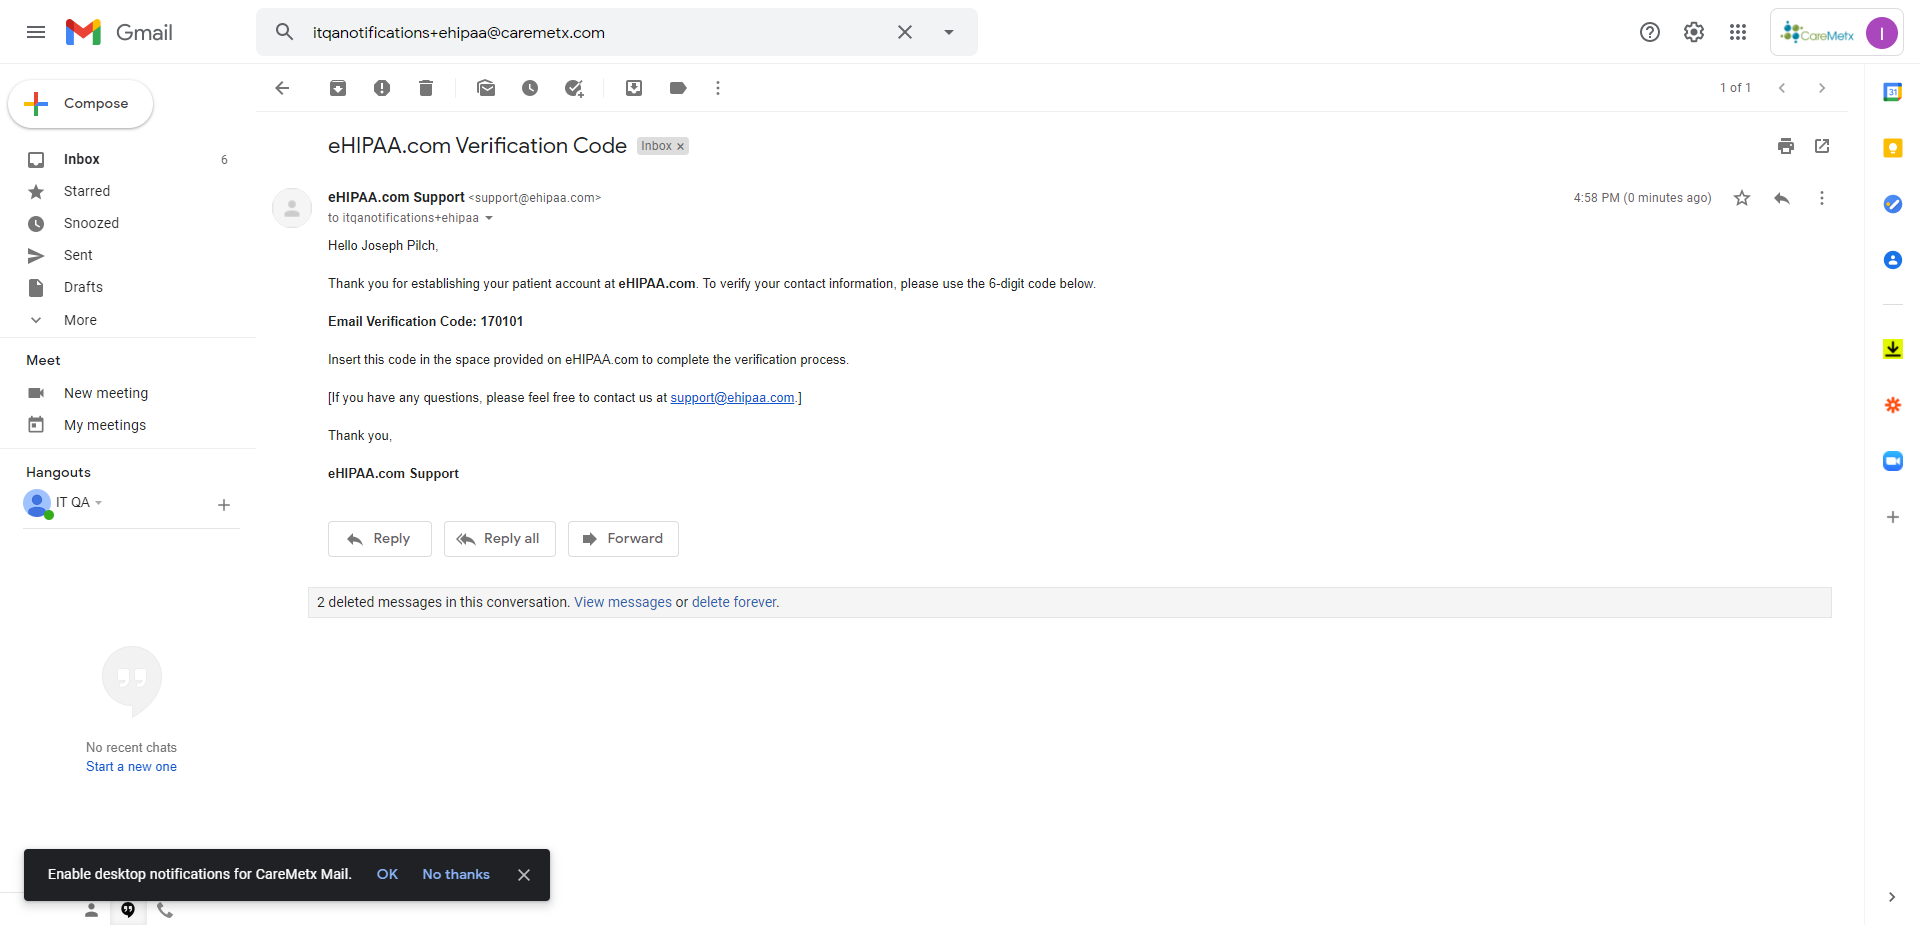 Gmail
itqanotifications+ehipaa@caremetx.com
CareMetx
I
Compose
1 of 1
31
Inbox 6
Starred
Snoozed
Sent
Drafts
More
Meet
New meeting
My meetings
Hangouts
IT QA
No recent chats
Start a new one
eHIPAA.com Verification Code Inbox x
eHIPAA.com Support <support@ehipaa.com> 4:58 PM (0 minutes ago)
to itqanotifications+ehipaa
Hello Joseph Pilch,
Thank you for establishing your patient account at eHIPAA.com. To verify your contact information, please use the 6-digit code below.
Email Verification Code: 170101
Insert this code in the space provided on eHIPAA.com to complete the verification process.
[If you have any questions, please feel free to contact us at support@ehipaa.com.]
Thank you,
eHIPAA.com Support
Reply Reply all Forward
2 deleted messages in this conversation. View messages or delete forever.
Enable desktop notifications for CareMetx Mail. OK No thanks